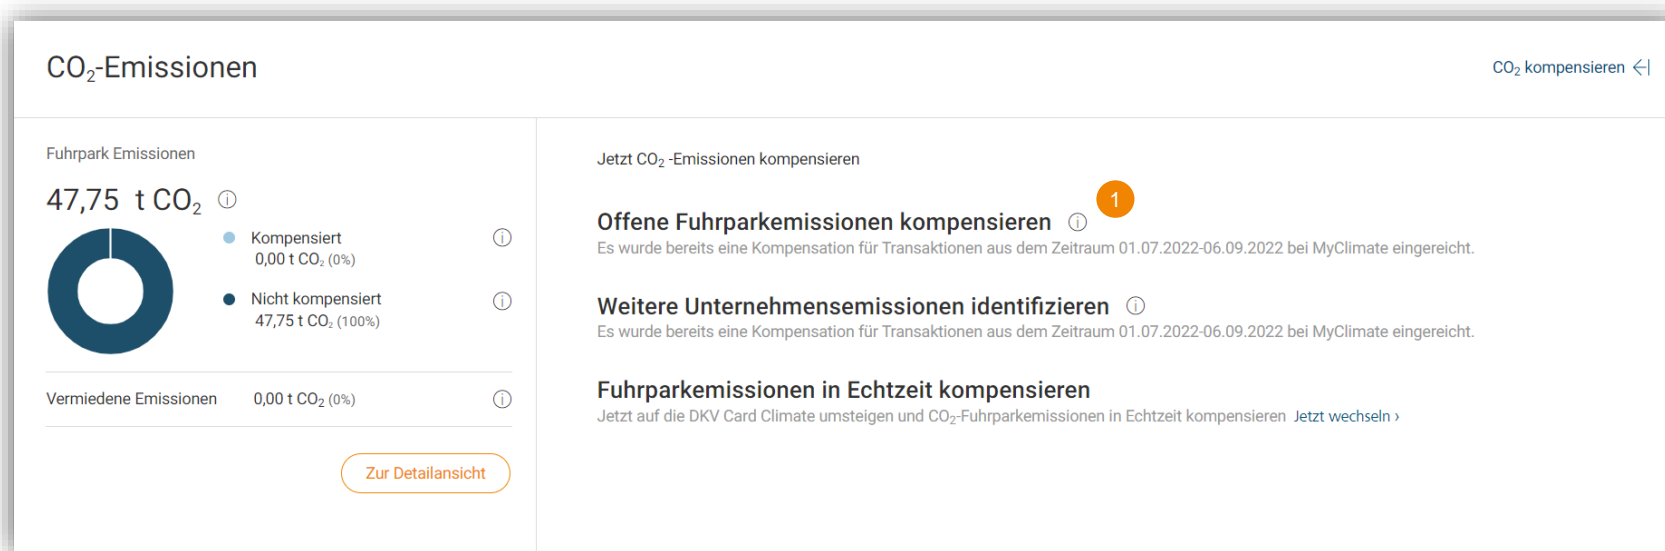 CO₂-Emissionen
CO₂ kompensieren
Fuhrpark Emissionen
47,75 t CO₂
Kompensiert
0,00 t CO₂ (0%)
Nicht kompensiert
47,75 t CO₂ (100%)
Vermiedene Emissionen 0,00 t CO₂ (0%)
Zur Detailansicht
Jetzt CO₂ -Emissionen kompensieren
1
Offene Fuhrparkemissionen kompensieren
Es wurde bereits eine Kompensation für Transaktionen aus dem Zeitraum 01.07.2022-06.09.2022 bei MyClimate eingereicht.
Weitere Unternehmensemissionen identifizieren
Es wurde bereits eine Kompensation für Transaktionen aus dem Zeitraum 01.07.2022-06.09.2022 bei MyClimate eingereicht.
Fuhrparkemissionen in Echtzeit kompensieren
Jetzt auf die DKV Card Climate umsteigen und CO₂-Fuhrparkemissionen in Echtzeit kompensieren Jetzt wechseln ›